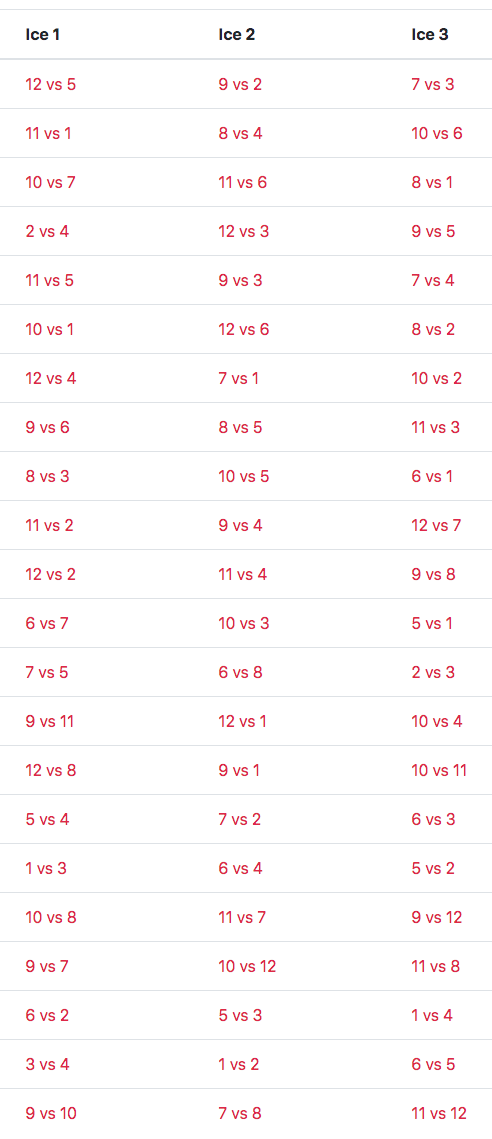 Ice 1 Ice 2 Ice 3
12 vs 5 9 vs 2 7 vs 3
11 vs 1 8 vs 4 10 vs 6
10 vs 7 11 vs 6 8 vs 1
2 vs 4 12 vs 3 9 vs 5
11 vs 5 9 vs 3 7 vs 4
10 vs 1 12 vs 6 8 vs 2
12 vs 4 7 vs 1 10 vs 2
9 vs 6 8 vs 5 11 vs 3
8 vs 3 10 vs 5 6 vs 1
11 vs 2 9 vs 4 12 vs 7
12 vs 2 11 vs 4 9 vs 8
6 vs 7 10 vs 3 5 vs 1
7 vs 5 6 vs 8 2 vs 3
9 vs 11 12 vs 1 10 vs 4
12 vs 8 9 vs 1 10 vs 11
5 vs 4 7 vs 2 6 vs 3
1 vs 3 6 vs 4 5 vs 2
10 vs 8 11 vs 7 9 vs 12
9 vs 7 10 vs 12 11 vs 8
6 vs 2 5 vs 3 1 vs 4
3 vs 4 1 vs 2 6 vs 5
9 vs 10 7 vs 8 11 vs 12